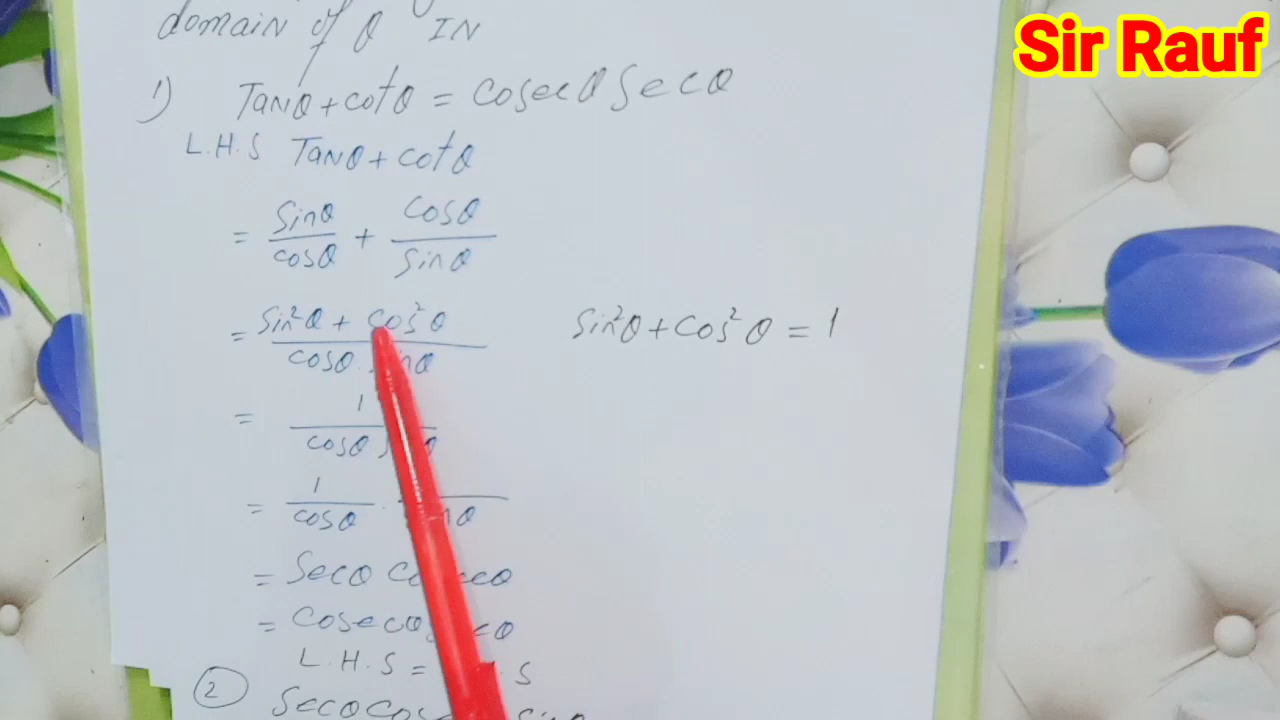 Sir Rauf
domain of θ IN
1) Tanθ + cotθ = cosecθ secθ
L.H.S Tanθ + cotθ
= Sinθ/cosθ + cosθ/sinθ
= Sin²θ + cos²θ / cosθ. sinθ
Sin²θ + Cos²θ = 1
= 1 / cosθ
= 1/cosθ .
= Secθ
= Cosec
L.H.S = S
2 Secθ